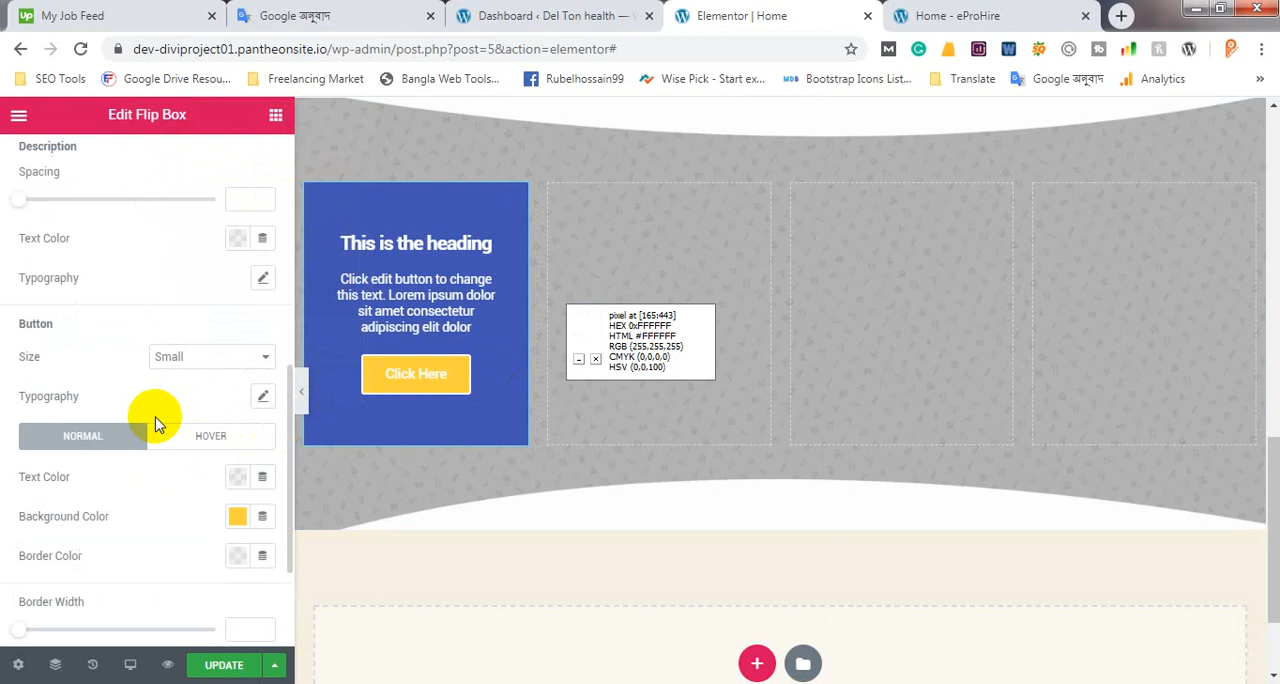 My Job Feed
Google अनुवाद
Dashboard ‹ Del Ton health —
Elementor | Home
Home - eProHire
dev-diviproject01.pantheonsite.io/wp-admin/post.php?post=5&action=elementor#
SEO Tools
Google Drive Resou...
Freelancing Market
Bangla Web Tools...
Rubelhossain99
Wise Pick - Start ex...
Bootstrap Icons List...
Translate
Google अनुवाद
Analytics
»
Edit Flip Box
Description
Spacing
Text Color
Typography
Button
Size
Small
Typography
NORMAL
HOVER
Text Color
Background Color
Border Color
Border Width
UPDATE
This is the heading
Click edit button to change
this text. Lorem ipsum dolor
sit amet consectetur
adipiscing elit dolor
Click Here
pixel at [165:443]
HEX 0xFFFFFF
HTML #FFFFFF
RGB (255,255,255)
CMYK (0,0,0,0)
HSV (0,0,100)